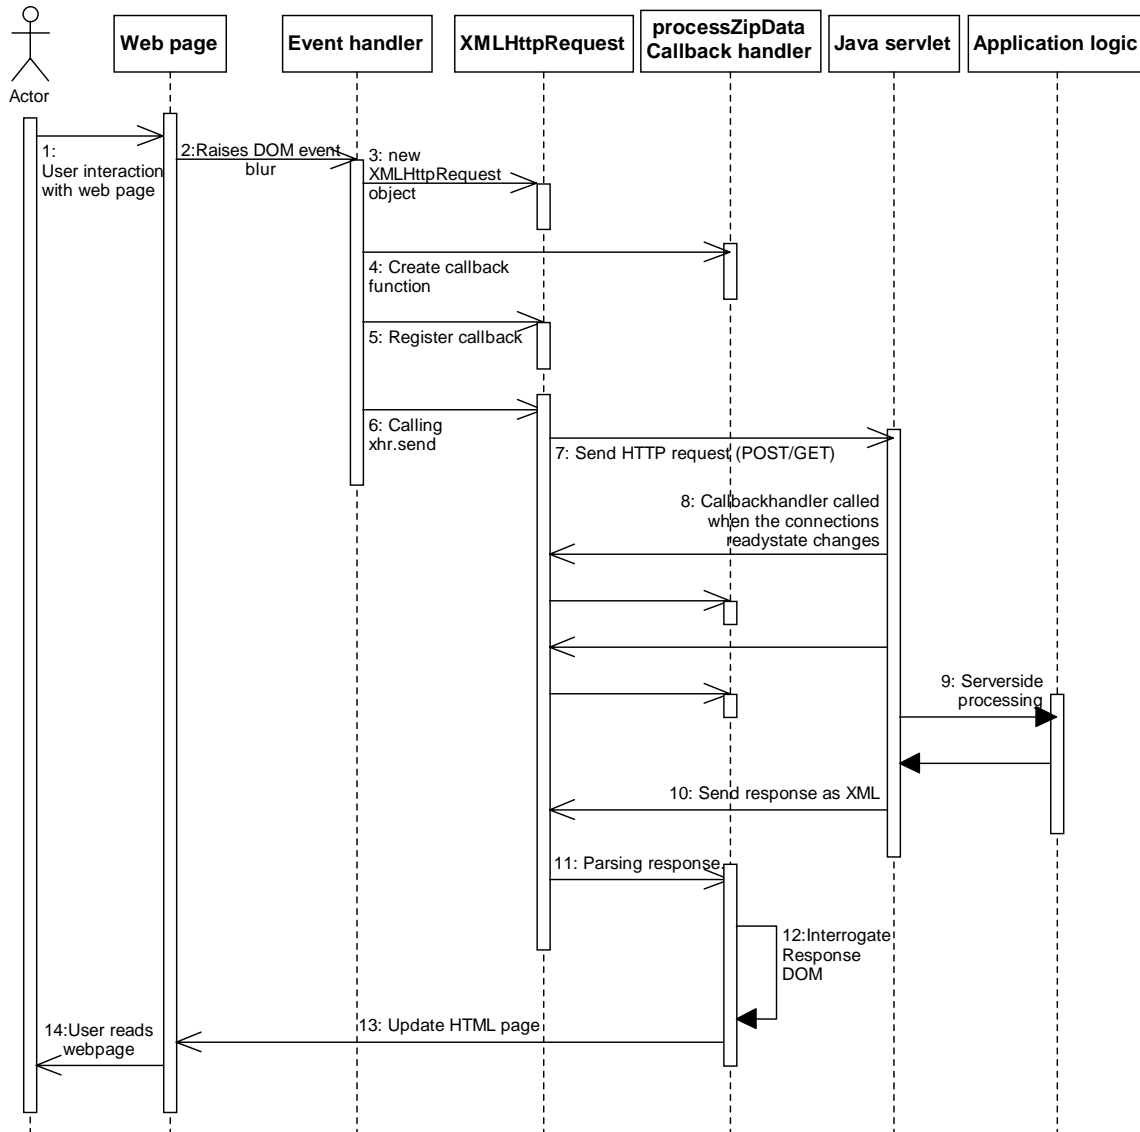 Actor
Web page
Event handler
XMLHttpRequest
processZipData
Callback handler
Java servlet
Application logic
1:
User interaction
with web page
2:Raises DOM event
blur
3: new
XMLHttpRequest
object
4: Create callback
function
5: Register callback
6: Calling
xhr.send
7: Send HTTP request (POST/GET)
8: Callbackhandler called
when the connections
readystate changes
9: Serverside
processing
10: Send response as XML
11: Parsing response.
12:Interrogate
Response
DOM
13: Update HTML page
14:User reads
webpage